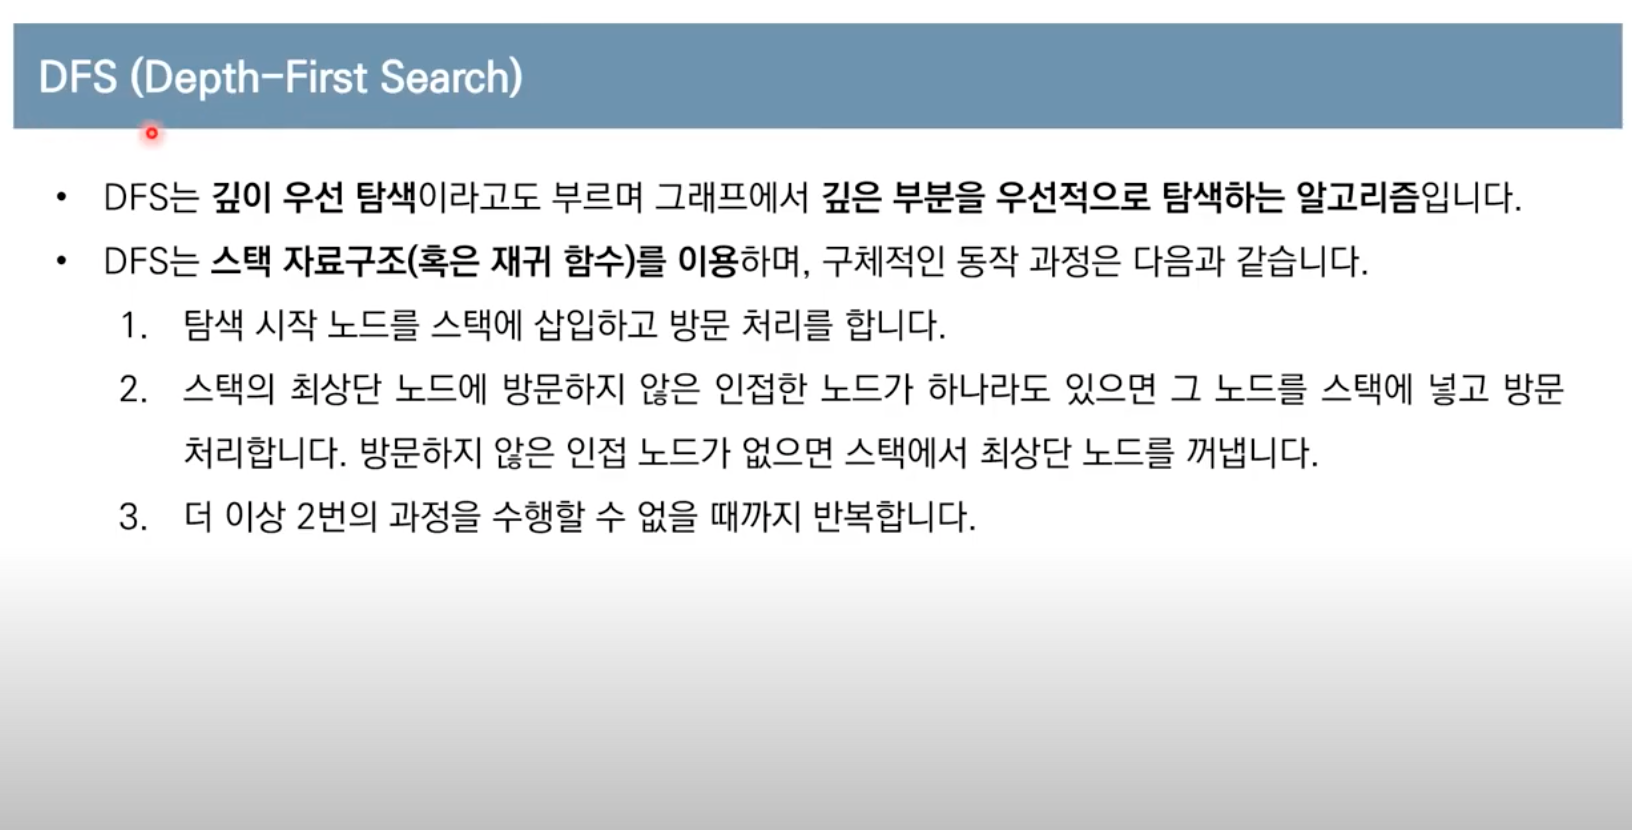 DFS (Depth-First Search)
• DFS는 깊이 우선 탐색이라고도 부르며 그래프에서 깊은 부분을 우선적으로 탐색하는 알고리즘입니다.
• DFS는 스택 자료구조(혹은 재귀 함수)를 이용하며, 구체적인 동작 과정은 다음과 같습니다.
1. 탐색 시작 노드를 스택에 삽입하고 방문 처리를 합니다.
2. 스택의 최상단 노드에 방문하지 않은 인접한 노드가 하나라도 있으면 그 노드를 스택에 넣고 방문
처리합니다. 방문하지 않은 인접 노드가 없으면 스택에서 최상단 노드를 꺼냅니다.
3. 더 이상 2번의 과정을 수행할 수 없을 때까지 반복합니다.